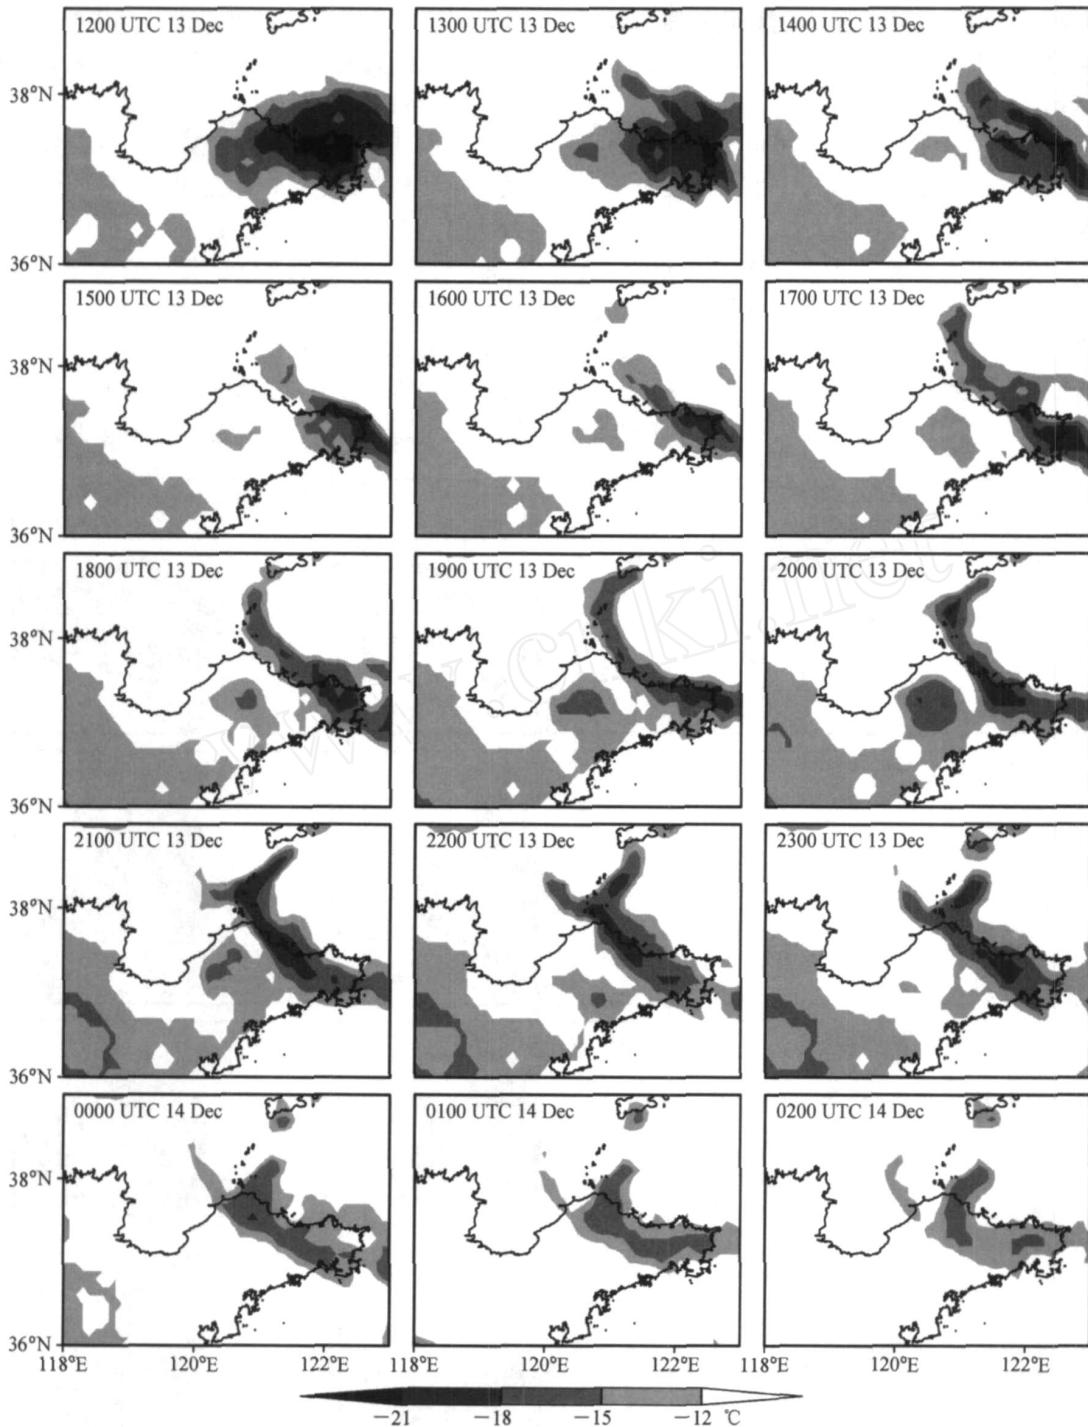 1200 UTC 13 Dec 1300 UTC 13 Dec 1400 UTC 13 Dec
38°N
36°N
1500 UTC 13 Dec 1600 UTC 13 Dec 1700 UTC 13 Dec
38°N
36°N
1800 UTC 13 Dec 1900 UTC 13 Dec 2000 UTC 13 Dec
38°N
36°N
www.cnki.net
2100 UTC 13 Dec 2200 UTC 13 Dec 2300 UTC 13 Dec
38°N
36°N
0000 UTC 14 Dec 0100 UTC 14 Dec 0200 UTC 14 Dec
38°N
36°N
118°E 120°E 122°E 118°E 120°E 122°E 118°E 120°E 122°E
−21 −18 −15 −12 ℃